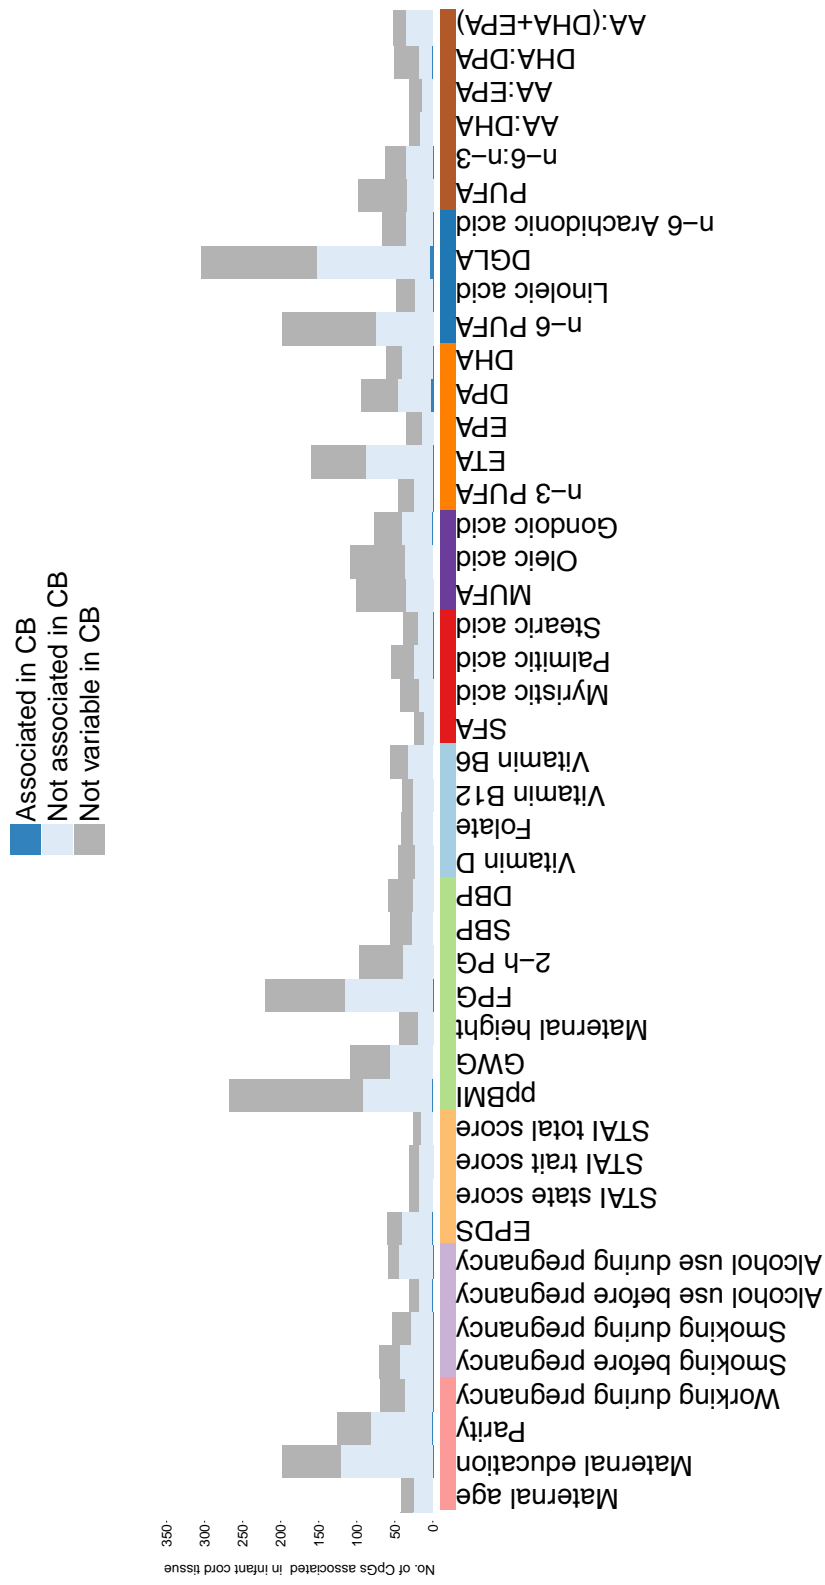 Associated in CB
Not associated in CB
Not variable in CB
No. of CpGs associated in infant cord tissue
350
300
250
200
150
100
50
0
Maternal age
Maternal education
Parity
Working during pregnancy
Smoking before pregnancy
Smoking during pregnancy
Alcohol use before pregnancy
Alcohol use during pregnancy
EPDS
STAI state score
STAI trait score
STAI total score
ppBMI
GWG
Maternal height
FPG
2−h PG
SBP
DBP
Vitamin D
Folate
Vitamin B12
Vitamin B6
SFA
Myristic acid
Palmitic acid
Stearic acid
MUFA
Oleic acid
Gondoic acid
n−3 PUFA
ETA
EPA
DPA
DHA
n−6 PUFA
Linoleic acid
DGLA
n−6 Arachidonic acid
PUFA
n−6:n−3
AA:DHA
AA:EPA
DHA:DPA
AA:(DHA+EPA)